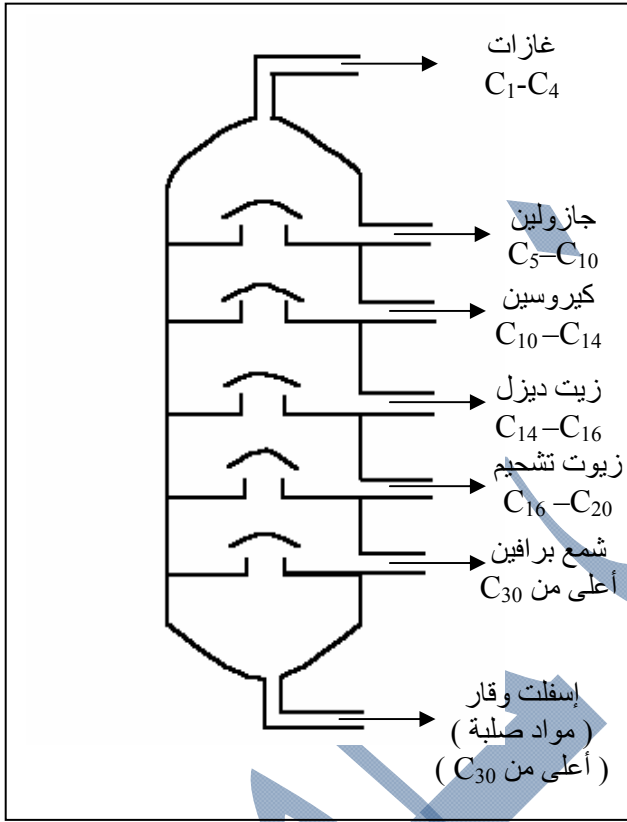 غازات
C₁-C₄
جازولين
C₅–C₁₀
كيروسين
C₁₀–C₁₄
زيت ديزل
C₁₄–C₁₆
زيوت تشحيم
C₁₆–C₂₀
شمع برافين
أعلى من C₃₀
إسفلت وقار
( مواد صلبة )
( أعلى من C₃₀ )